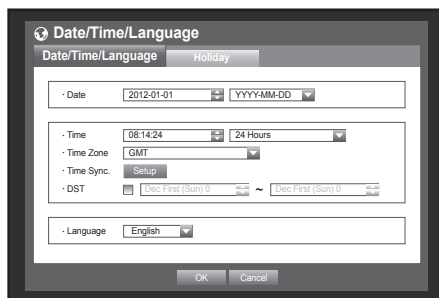 Date/Time/Language
Date/Time/Language Holiday
· Date 2012-01-01 YYYY-MM-DD
· Time 08:14:24 24 Hours
· Time Zone GMT
· Time Sync. Setup
· DST Dec First (Sun) 0 ~ Dec First (Sun) 0
· Language English
OK Cancel